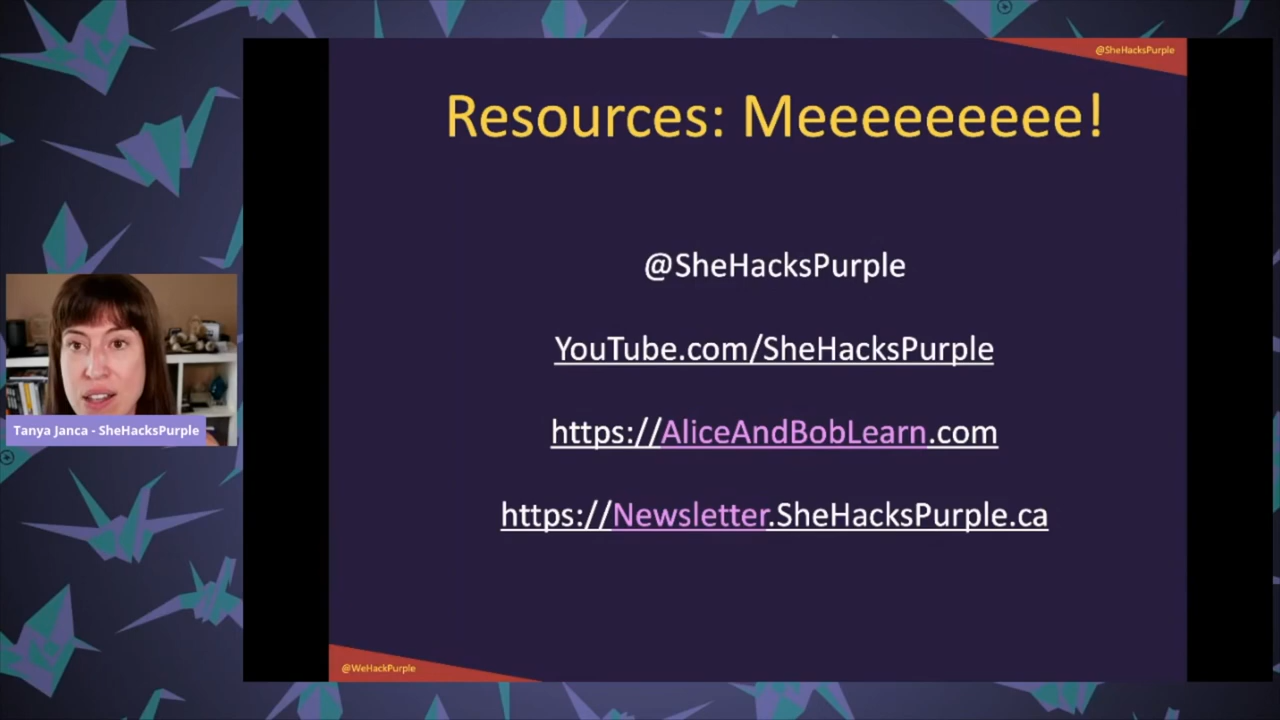 @SheHacksPurple
Resources: Meeeeeeeee!
@SheHacksPurple
YouTube.com/SheHacksPurple
https://AliceAndBobLearn.com
https://Newsletter.SheHacksPurple.ca
Tanya Janca - SheHacksPurple
@WeHackPurple